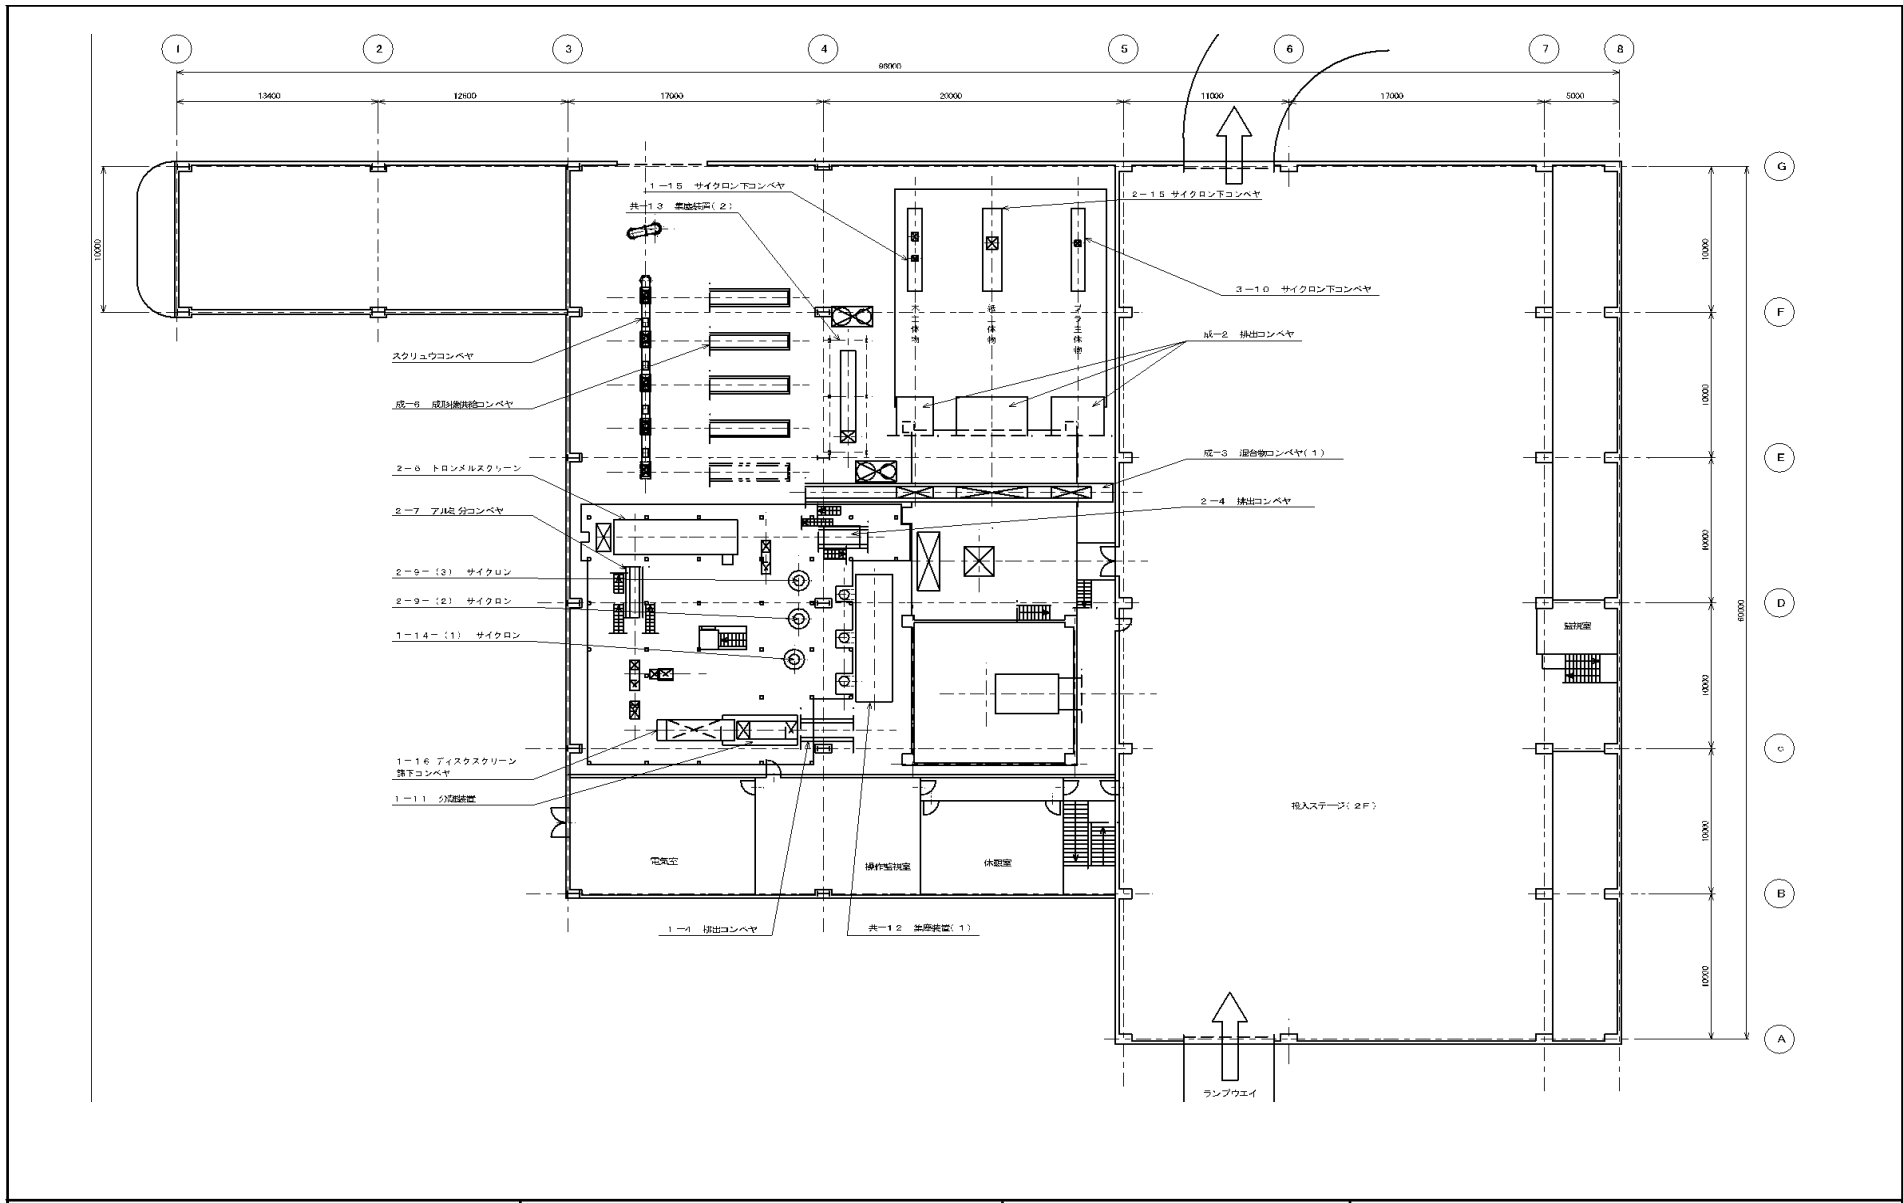 1
2
3
4
5
6
7
8
96000
13400
12600
17000
20000
11000
17000
5000
G
1-15 サイクロン下コンベヤ
共-13 集塵装置(2)
2-15 サイクロン下コンベヤ
10000
10000
3-10 サイクロン下コンベヤ
木主体物
紙主体物
プラ主体物
F
成-2 排出コンベヤ
スクリュウコンベヤ
成-6 成形機供給コンベヤ
10000
成-3 混合物コンベヤ(1)
E
2-6 トロンメルスクリーン
2-4 排出コンベヤ
2-7 アルミ分コンベヤ
10000
2-9-(3) サイクロン
2-9-(2) サイクロン
D
60000
監視室
1-14-(1) サイクロン
10000
C
1-16 ディスクスクリーン
篩下コンベヤ
1-11 分離装置
投入ステージ(2F)
10000
電気室
操作監視室
休憩室
B
1-4 排出コンベヤ
共-12 集塵装置(1)
10000
A
ランプウエイ